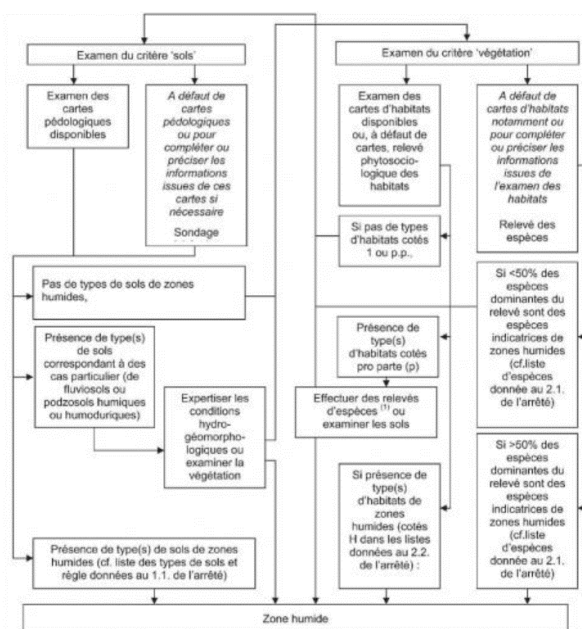 Examen du critère 'sols'
Examen du critère 'végétation'
Examen des
cartes
pédologiques
disponibles
A défaut de
cartes
pédologiques
ou pour
compléter ou
préciser les
informations
issues de ces
cartes si
nécessaire
Sondage
Examen des
cartes d'habitats
disponibles
ou, à défaut de
cartes, relevé
phytosocio-
logique des
habitats
A défaut de
cartes d'habitats
notamment ou
pour compléter
ou préciser les
informations
issues de
l'examen des
habitats
Relevé des
espèces
Si pas de types
d'habitats cotés
1 ou p.p.,
Pas de types de sols de zones
humides,
Si <50% des
espèces
dominantes du
relevé sont des
espèces
indicatrices de
zones humides
(cf.liste
d'espèces
donnée au 2.1.
de l'arrêté)
Présence de type(s)
de sols
correspondant à des
cas particulier (de
fluviosols ou
podzosols humiques
ou humoduriques)
Présence de
type(s)
d'habitats cotés
pro parte (p)
Effectuer des relevés
d'espèces (1) ou
examiner les sols
Expertiser les
conditions
hydro-
géomorpho-
logiques ou
examiner la
végétation
Si présence de
type(s)
d'habitats de
zones
humides (cotés
H dans les listes
données au 2.2.
de l'arrêté) :
Si >50% des
espèces
dominantes du
relevé sont des
espèces
indicatrices de
zones humides
(cf.liste
d'espèces
donnée au 2.1.
de l'arrêté)
Présence de type(s) de sols de zones
humides (cf. liste des types de sols et
règle données au 1.1. de l'arrêté)
Zone humide